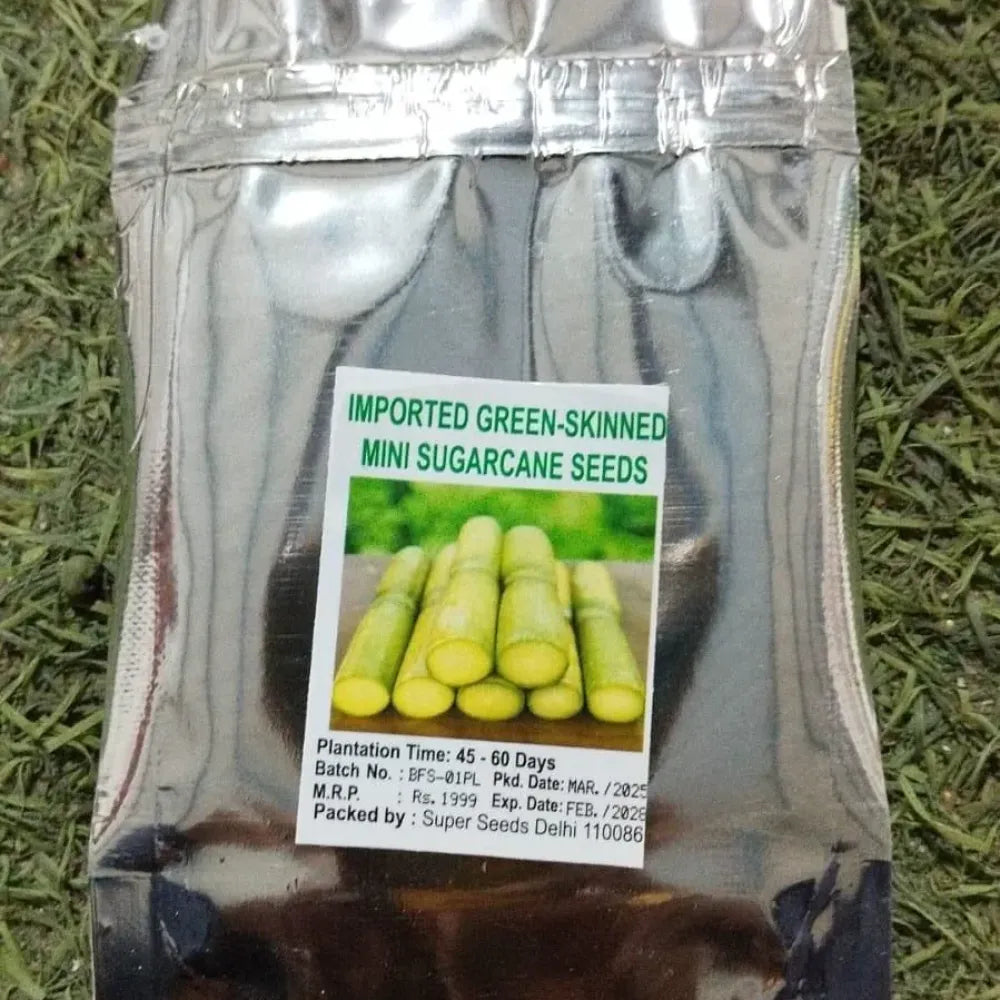 IMPORTED GREEN-SKINNED
MINI SUGARCANE SEEDS
Plantation Time: 45 - 60 Days
Batch No. : BFS-01PL Pkd. Date: MAR. / 2025
M.R.P. : Rs. 1999 Exp. Date: FEB. / 2028
Packed by : Super Seeds Delhi 110086